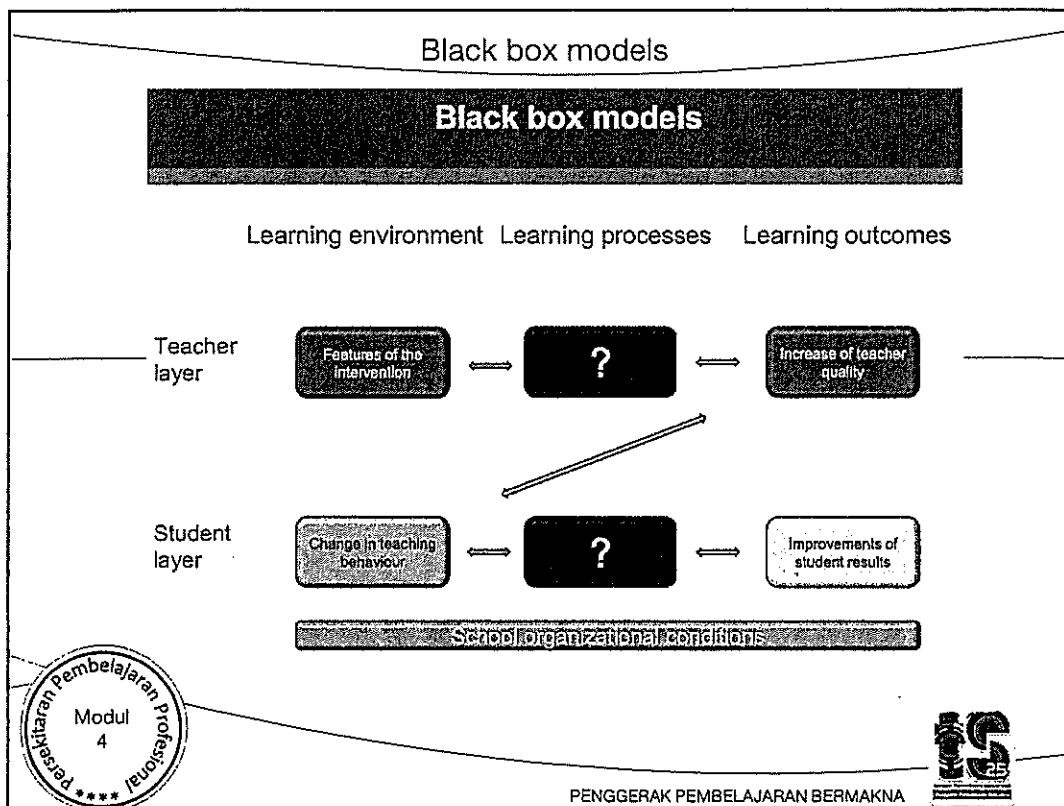 Black box models
Black box models
Learning environment
Learning processes
Learning outcomes
Teacher
layer
Features of the
intervention
?
Increase of teacher
quality
Student
layer
Change in teaching
behaviour
?
Improvements of
student results
School organizational conditions
Persekitaran Pembelajaran Profesional
Modul
4
****
25
PENGGERAK PEMBELAJARAN BERMAKNA